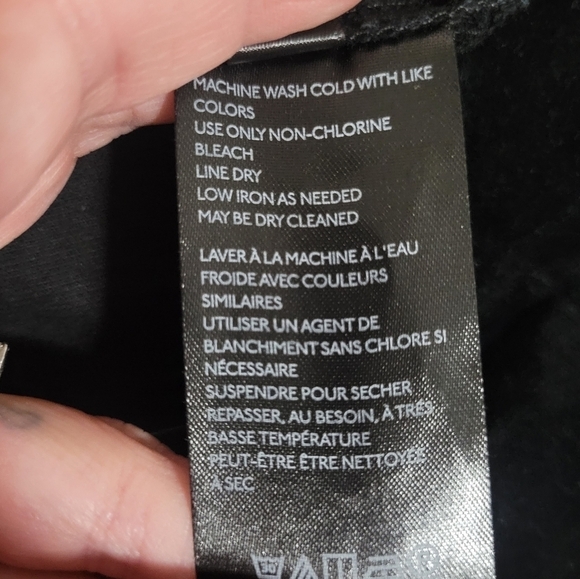 MACHINE WASH COLD WITH LIKE
COLORS
USE ONLY NON-CHLORINE
BLEACH
LINE DRY
LOW IRON AS NEEDED
MAY BE DRY CLEANED
LAVER À LA MACHINE À L'EAU
FROIDE AVEC COULEURS
SIMILAIRES
UTILISER UN AGENT DE
BLANCHIMENT SANS CHLORE SI
NÉCESSAIRE
SUSPENDRE POUR SECHER
REPASSER, AU BESOIN, À TRÈS
BASSE TEMPÉRATURE
PEUT-ÊTRE ÊTRE NETTOYÉE
A SEC